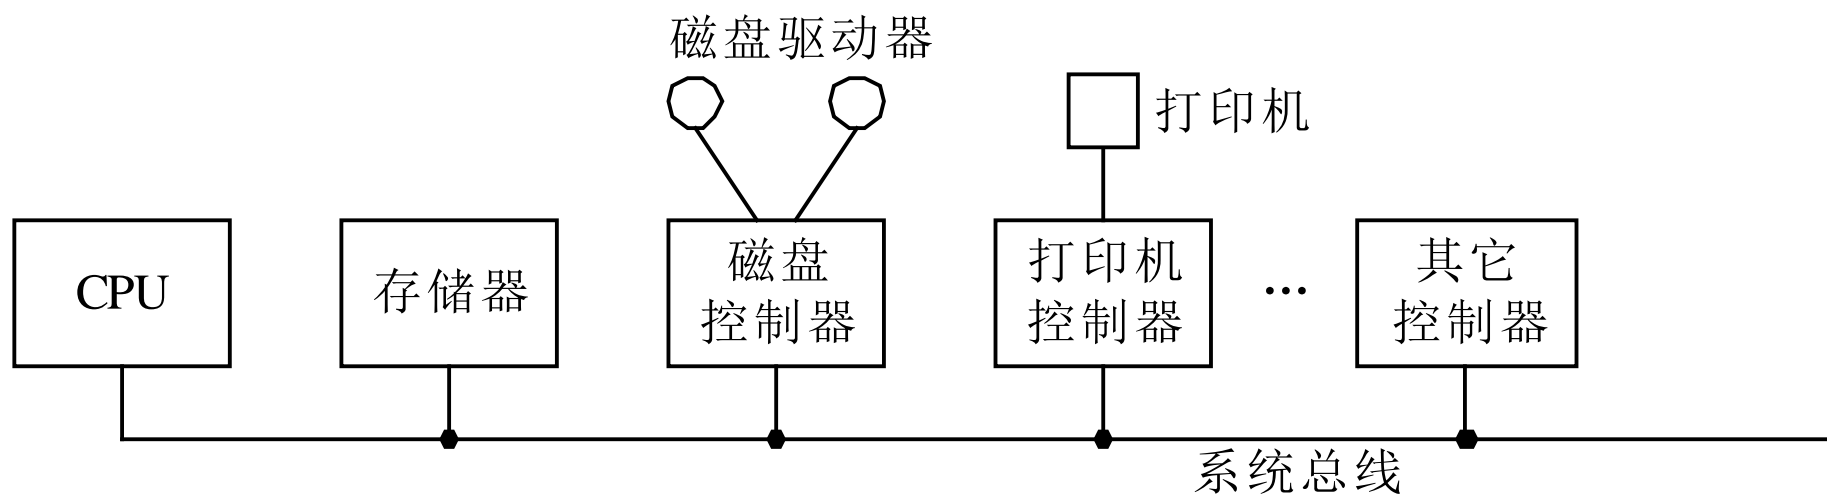 磁盘驱动器
打印机
CPU
存储器
磁盘
控制器
打印机
控制器
...
其它
控制器
系统总线